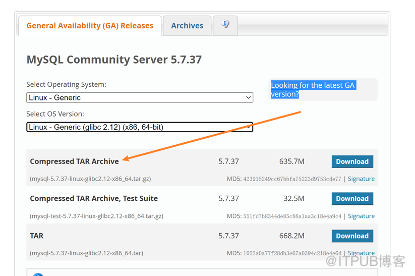 General Availability (GA) Releases
Archives
MySQL Community Server 5.7.37
Select Operating System:
Looking for the latest GA version?
Linux - Generic
Select OS Version:
Linux - Generic (glibc 2.12) (x86, 64-bit)
Compressed TAR Archive
5.7.37
635.7M
Download
(mysql-5.7.37-linux-glibc2.12-x86_64.tar.gz)
MD5:
Signature
Compressed TAR Archive, Test Suite
5.7.37
32.5M
Download
(mysql-test-5.7.37-linux-glibc2.12-x86_64.tar.gz)
MD5:
Signature
TAR
5.7.37
668.2M
Download
(mysql-5.7.37-linux-glibc2.12-x86_64.tar)
MD5:
Signature
@ITPUB博客